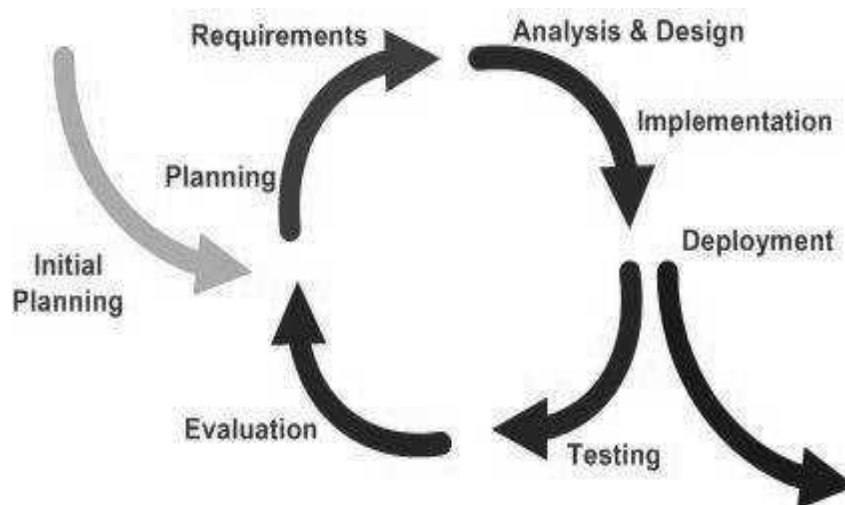 Requirements
Analysis & Design
Implementation
Planning
Deployment
Initial
Planning
Evaluation
Testing